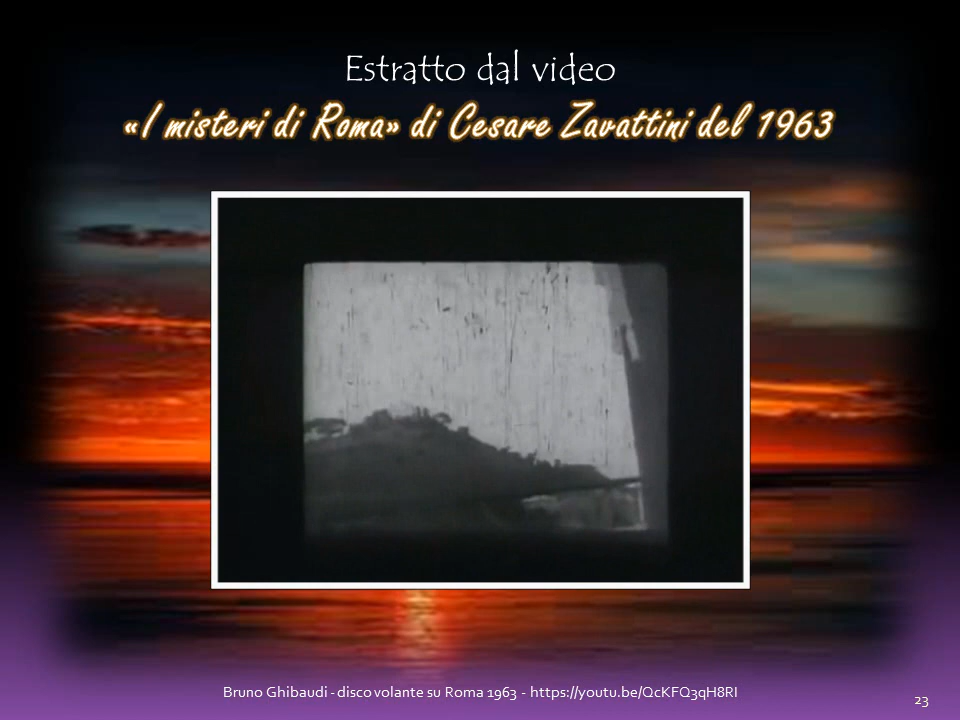 Estratto dal video
«I misteri di Roma» di Cesare Zavattini del 1963
Bruno Ghibaudi - disco volante su Roma 1963 - https://youtu.be/QcKFQ3qH8RI
23